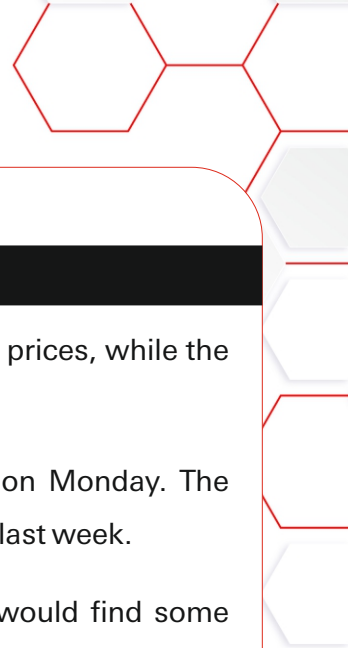 prices, while the
on Monday. The
last week.
would find some